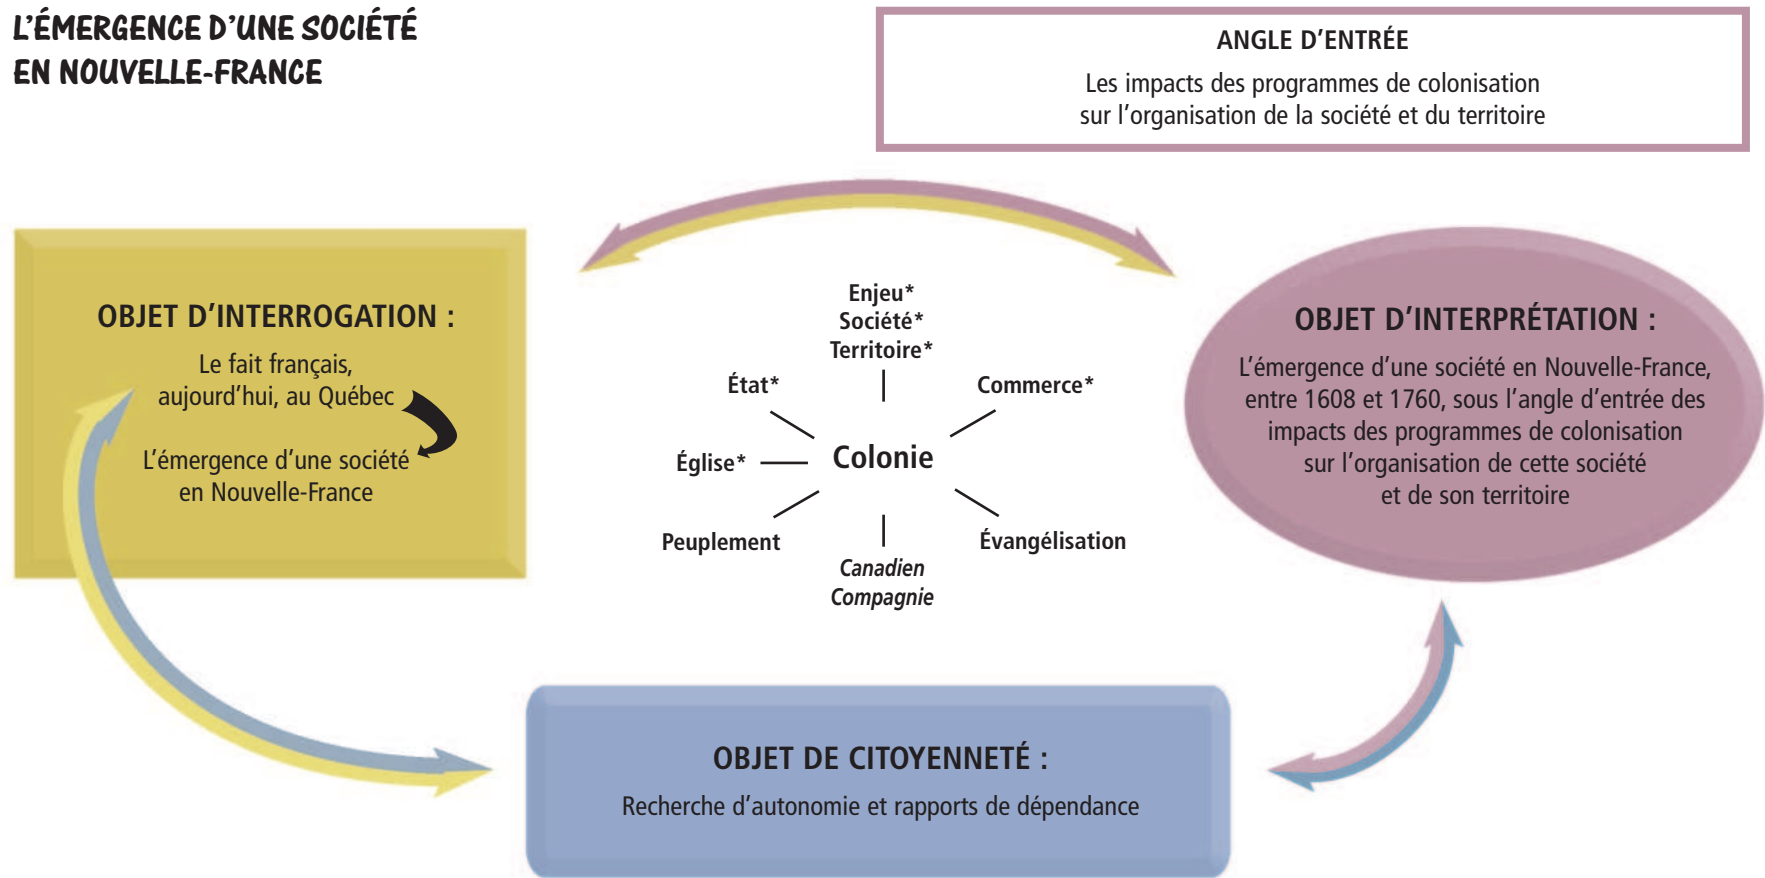 L'ÉMERGENCE D'UNE SOCIÉTÉ
EN NOUVELLE-FRANCE
ANGLE D'ENTRÉE
Les impacts des programmes de colonisation
sur l'organisation de la société et du territoire
OBJET D'INTERROGATION :
Le fait français,
aujourd'hui, au Québec
L'émergence d'une société
en Nouvelle-France
Enjeu*
Société*
Territoire*
État*
Commerce*
Église*
Colonie
Peuplement
Évangélisation
Canadien
Compagnie
OBJET D'INTERPRÉTATION :
L'émergence d'une société en Nouvelle-France,
entre 1608 et 1760, sous l'angle d'entrée des
impacts des programmes de colonisation
sur l'organisation de cette société
et de son territoire
OBJET DE CITOYENNETÉ :
Recherche d'autonomie et rapports de dépendance